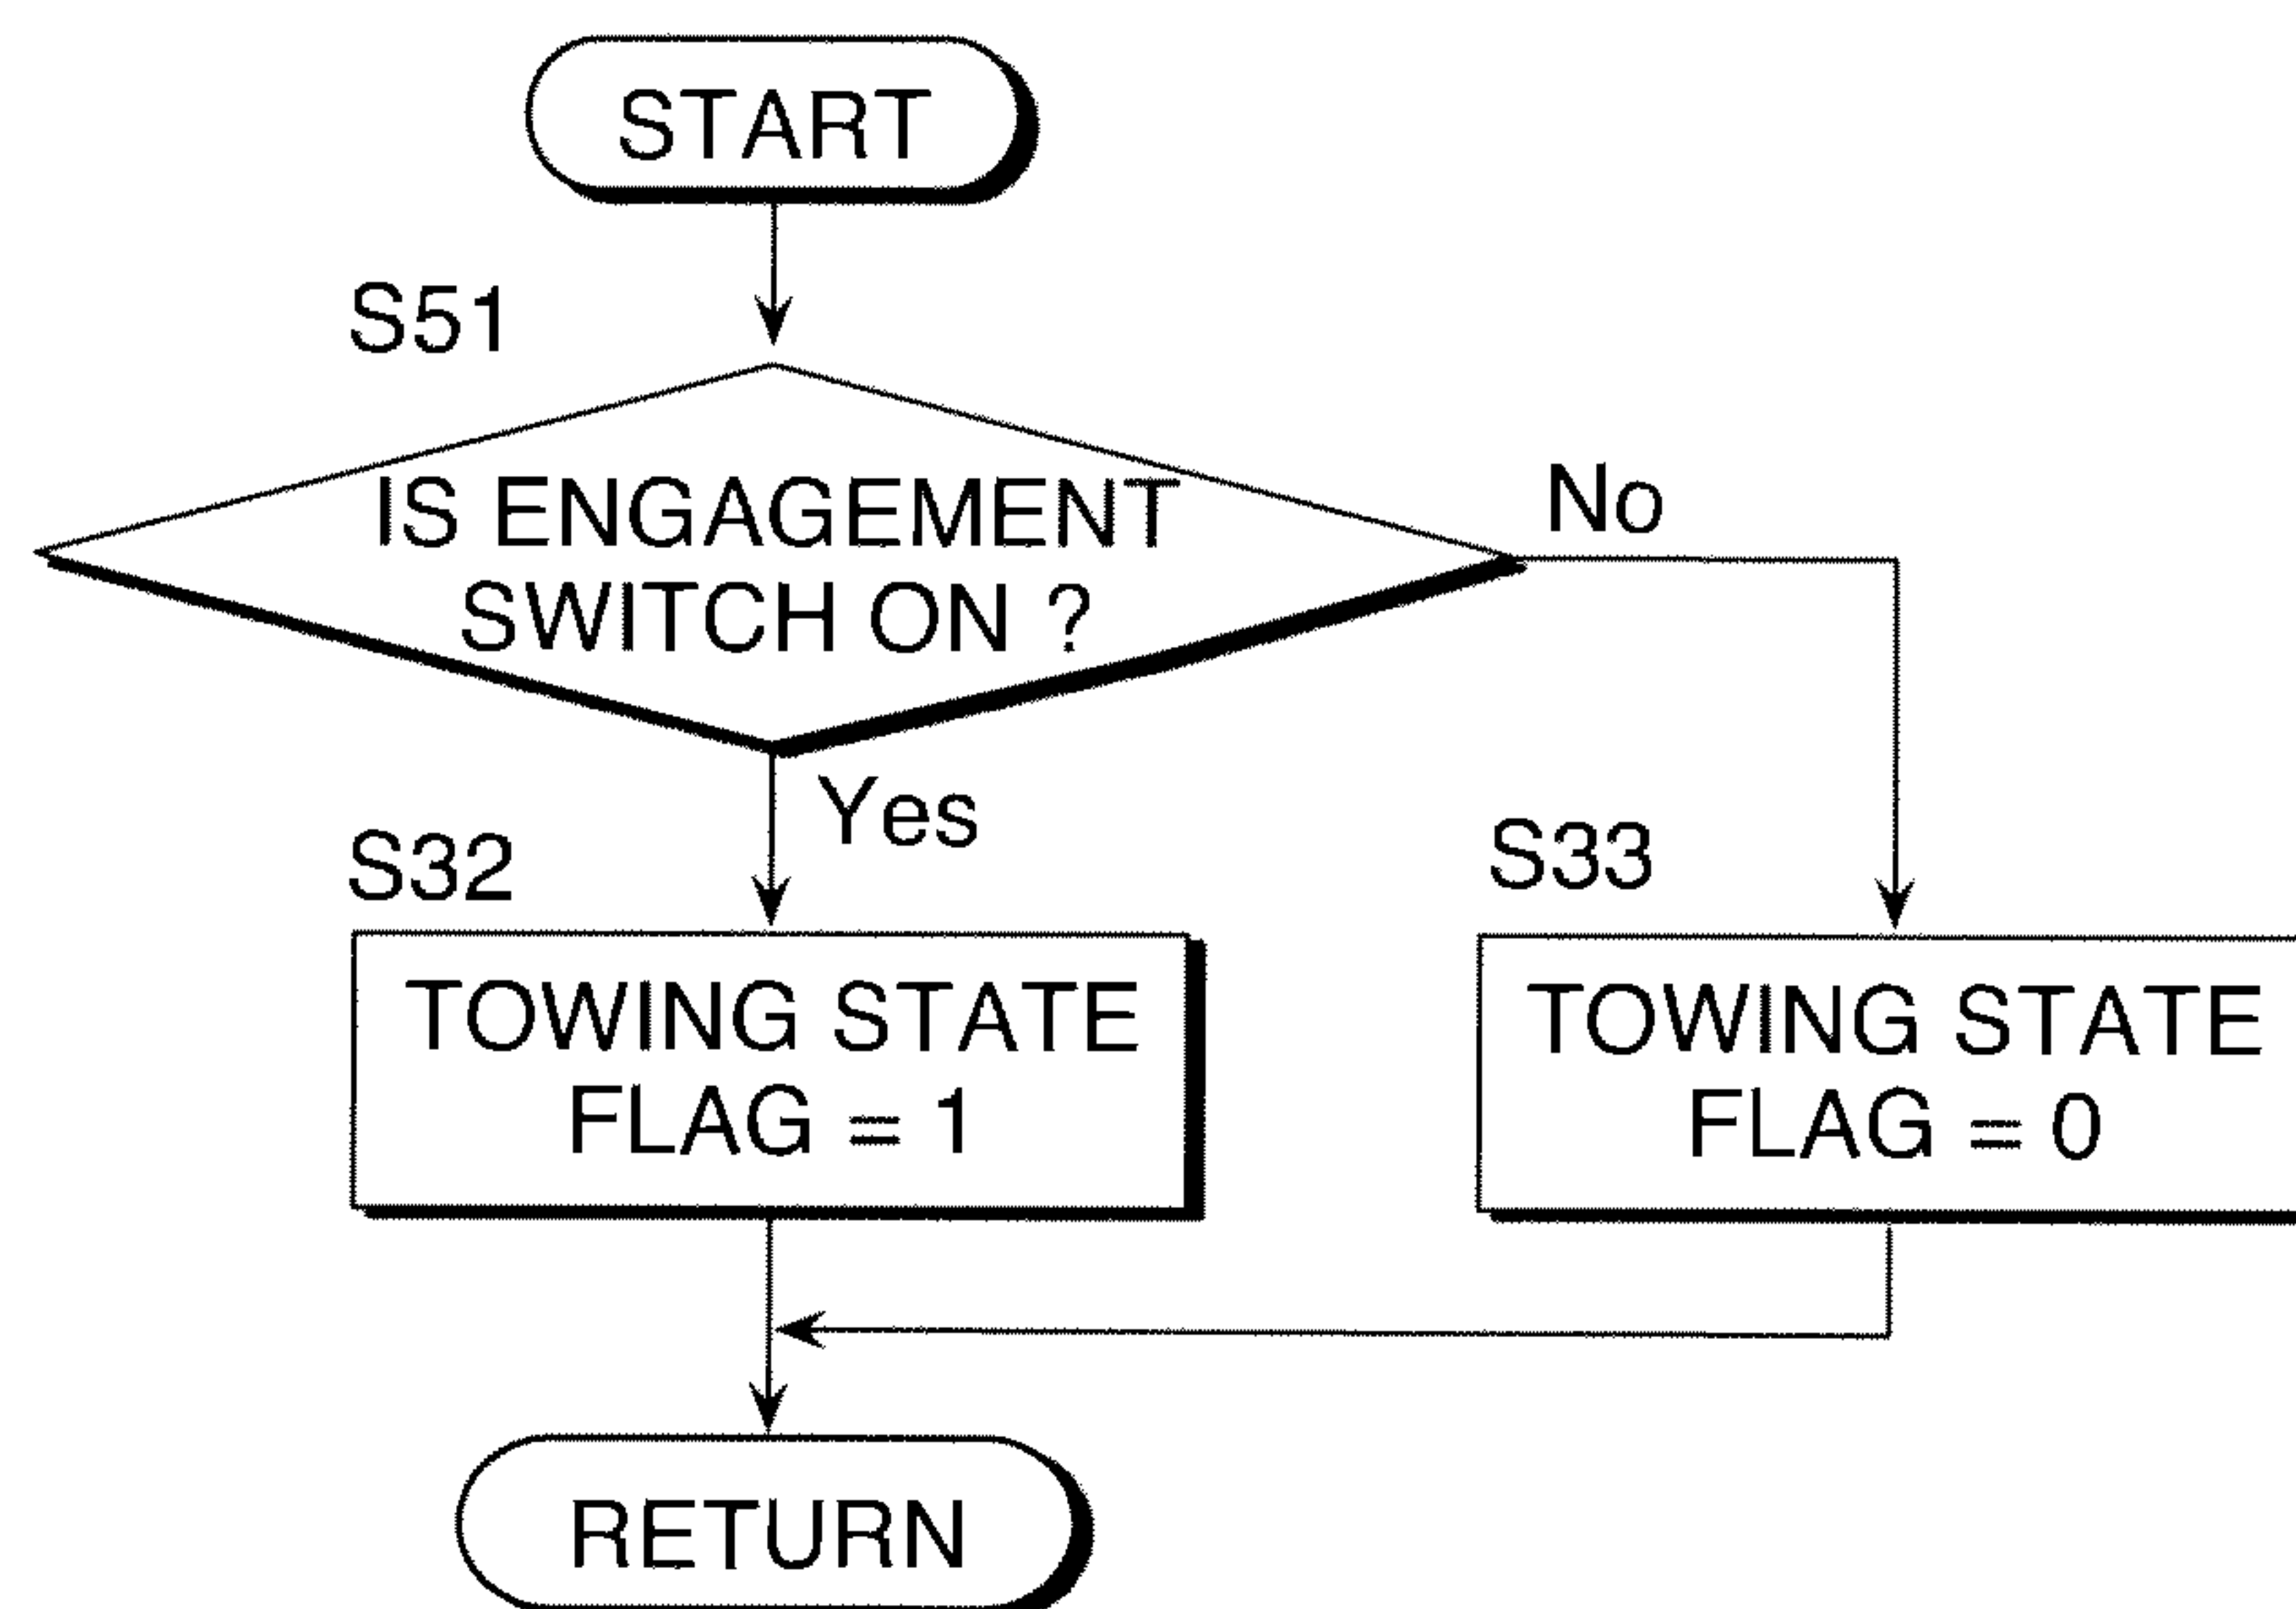 START
S51
IS ENGAGEMENT
SWITCH ON ?
No
Yes
S32
TOWING STATE
FLAG = 1
S33
TOWING STATE
FLAG = 0
RETURN